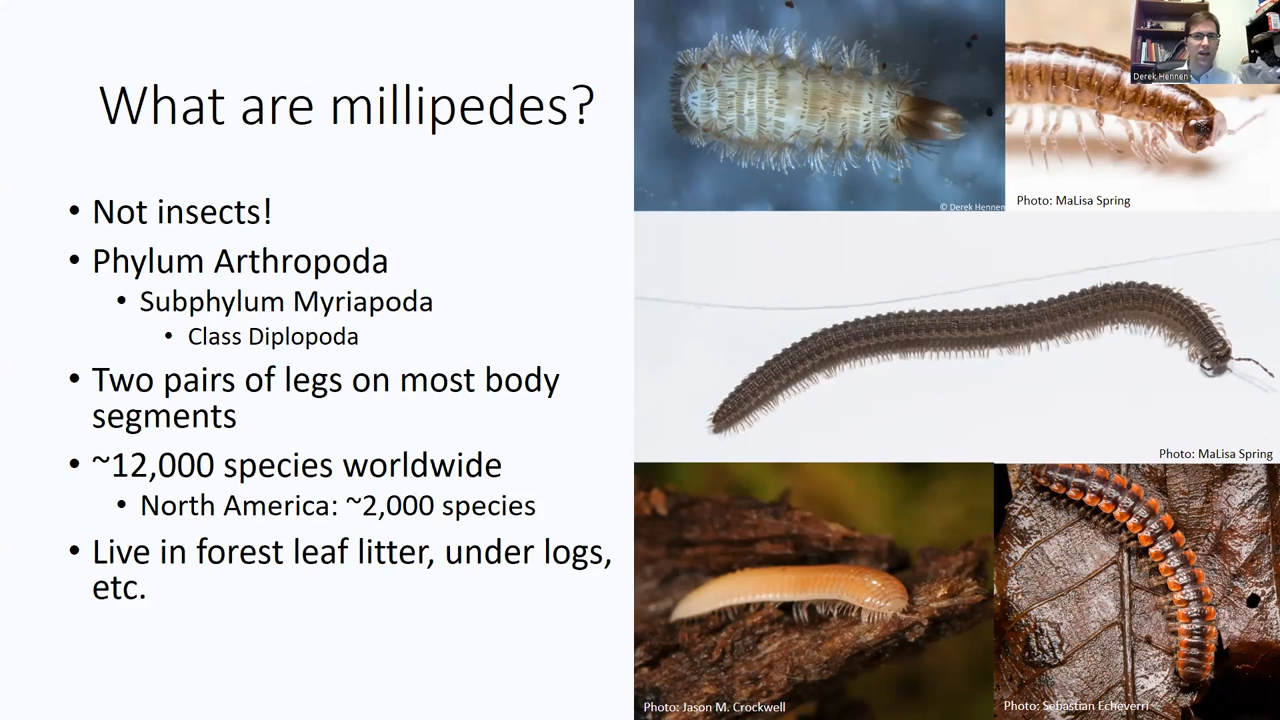 What are millipedes?
• Not insects!
• Phylum Arthropoda
• Subphylum Myriapoda
• Class Diplopoda
• Two pairs of legs on most body
segments
• ~12,000 species worldwide
• North America: ~2,000 species
• Live in forest leaf litter, under logs,
etc.
© Derek Hennen
Derek Hennen
Photo: MaLisa Spring
Photo: MaLisa Spring
Photo: Jason M. Crockwell
Photo: Sebastian Echeverri